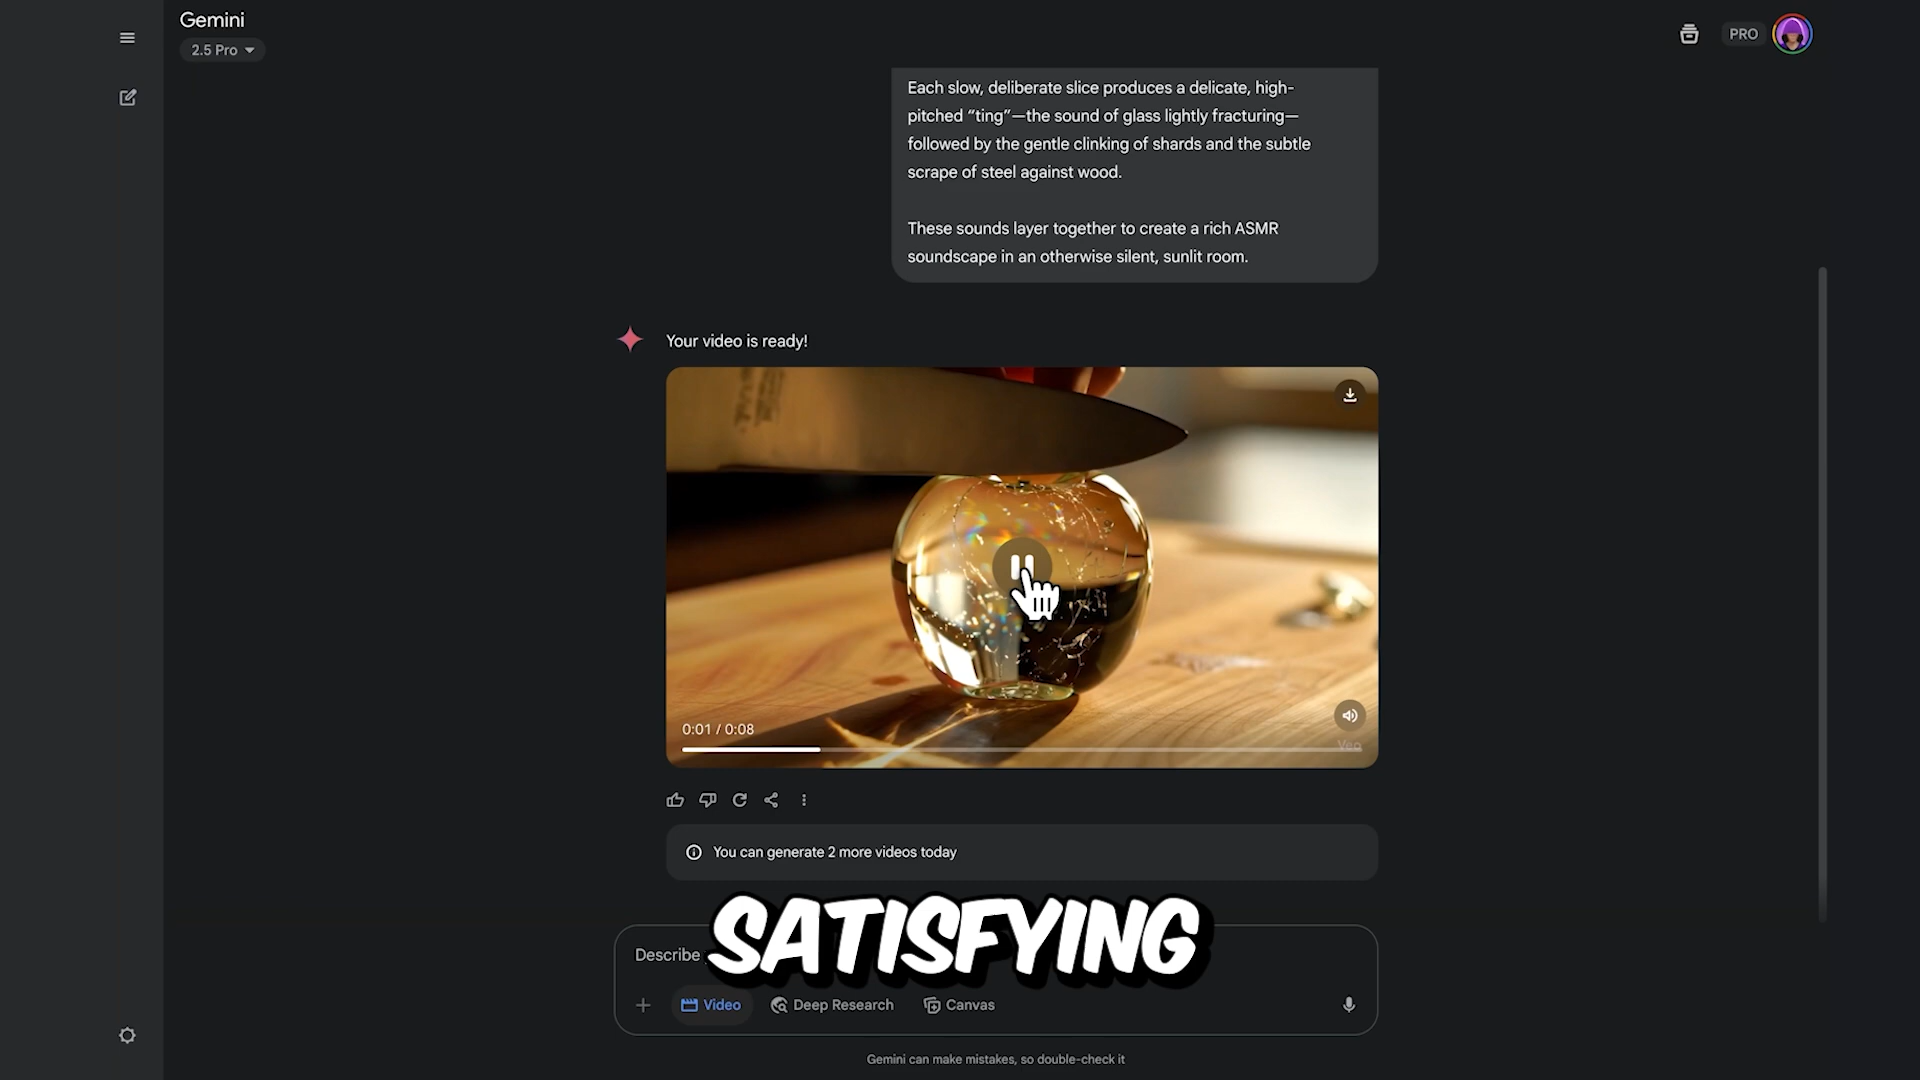 Gemini
2.5 Pro
PRO
Each slow, deliberate slice produces a delicate, high-
pitched “ting”—the sound of glass lightly fracturing—
followed by the gentle clinking of shards and the subtle
scrape of steel against wood.
These sounds layer together to create a rich ASMR
soundscape in an otherwise silent, sunlit room.
Your video is ready!
0:01 / 0:08
Veo
You can generate 2 more videos today
SATISFYING
Describe
Video
Deep Research
Canvas
Gemini can make mistakes, so double-check it